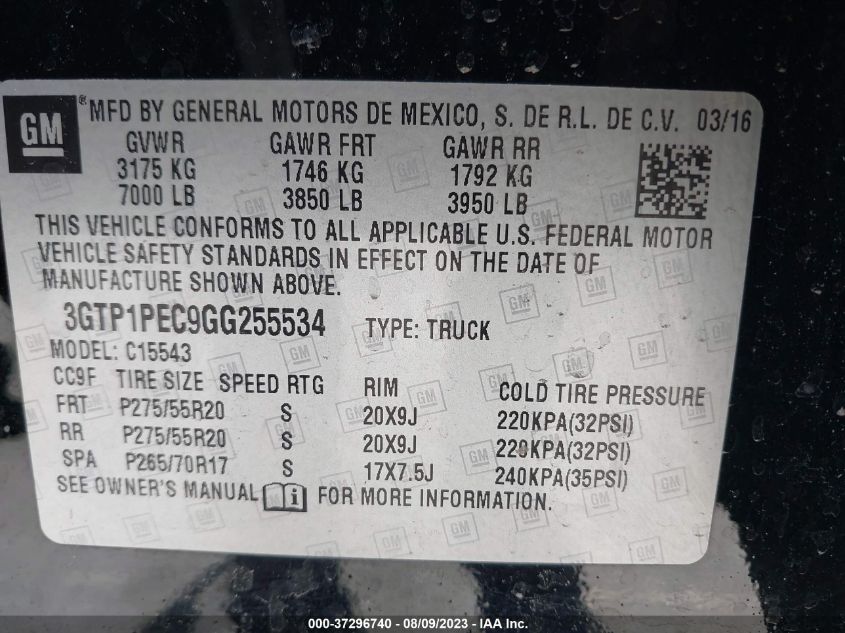 GM ® MFD BY GENERAL MOTORS DE MEXICO, S. DE R.L. DE C.V. 03/16
GVWR GAWR FRT GAWR RR
3175 KG 1746 KG 1792 KG
7000 LB 3850 LB 3950 LB
THIS VEHICLE CONFORMS TO ALL APPLICABLE U.S. FEDERAL MOTOR
VEHICLE SAFETY STANDARDS IN EFFECT ON THE DATE OF
MANUFACTURE SHOWN ABOVE.
3GTP1PEC9GG255534 TYPE: TRUCK
MODEL: C15543
CC9F TIRE SIZE SPEED RTG RIM COLD TIRE PRESSURE
FRT P275/55R20 S 20X9J 220KPA(32PSI)
RR P275/55R20 S 20X9J 220KPA(32PSI)
SPA P265/70R17 S 17X7.5J 240KPA(35PSI)
SEE OWNER'S MANUAL i FOR MORE INFORMATION.
000-37296740 - 08/09/2023 - IAA Inc.